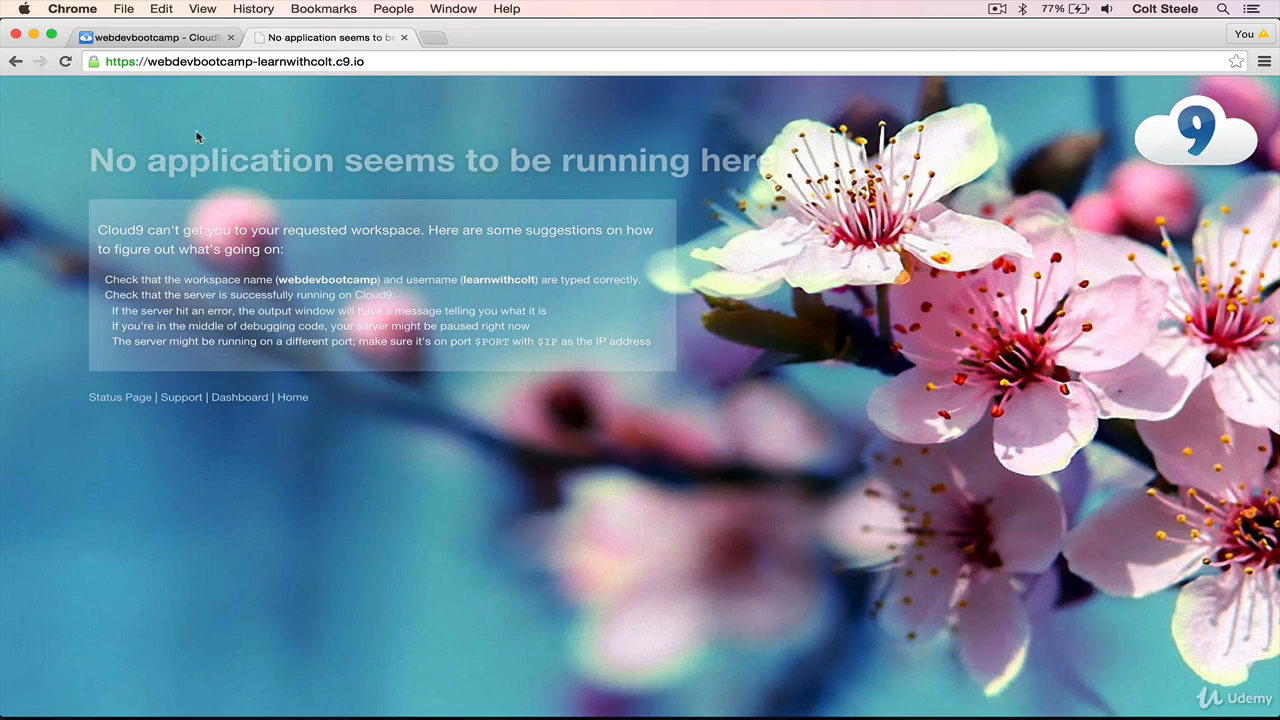 Chrome File Edit View History Bookmarks People Window Help 77% Colt Steele
webdevbootcamp - Cloud9 No application seems to be You
https://webdevbootcamp-learnwithcolt.c9.io
9
No application seems to be running here!
Cloud9 can't get you to your requested workspace. Here are some suggestions on how
to figure out what's going on:
Check that the workspace name (webdevbootcamp) and username (learnwithcolt) are typed correctly.
Check that the server is successfully running on Cloud9:
If the server hit an error, the output window will have a message telling you what it is
If you're in the middle of debugging code, your server might be paused right now
The server might be running on a different port; make sure it's on port $PORT with $IP as the IP address
Status Page | Support | Dashboard | Home
Udemy